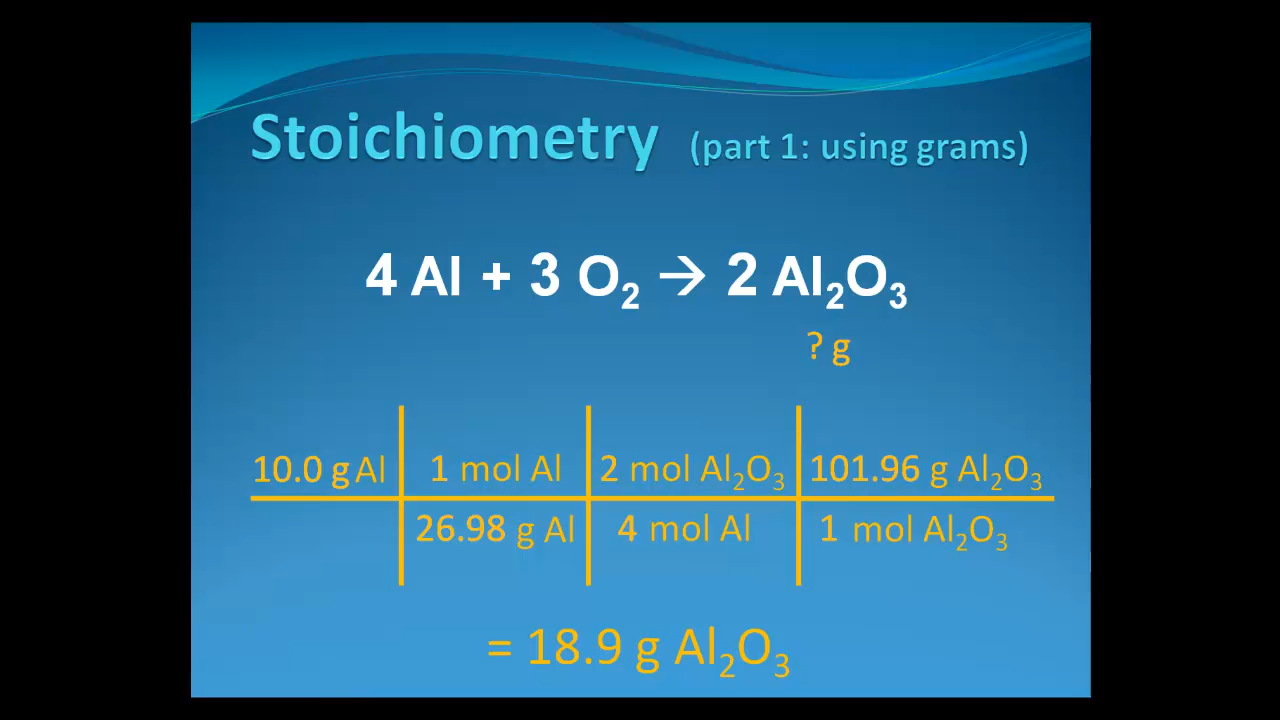 Stoichiometry (part 1: using grams)
4 Al + 3 O₂ → 2 Al₂O₃
? g
10.0 g Al 1 mol Al 2 mol Al₂O₃ 101.96 g Al₂O₃
26.98 g Al 4 mol Al 1 mol Al₂O₃
= 18.9 g Al₂O₃